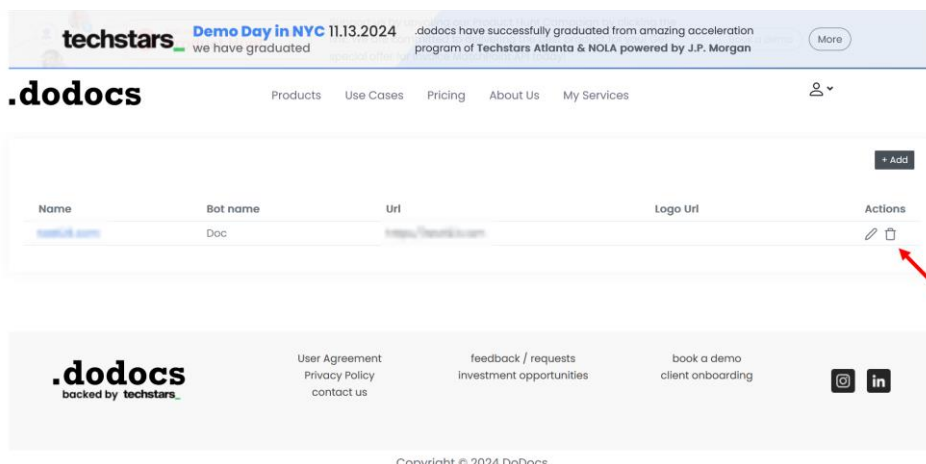 techstars_
Demo Day in NYC 11.13.2024
we have graduated
.dodocs have successfully graduated from amazing acceleration
program of Techstars Atlanta & NOLA powered by J.P. Morgan
More
.dodocs
Products Use Cases Pricing About Us My Services
+ Add
Name Bot name Url Logo Url Actions
Doc
.dodocs
backed by techstars_
User Agreement
Privacy Policy
contact us
feedback / requests
investment opportunities
book a demo
client onboarding
in
Copyright © 2024 DoDocs